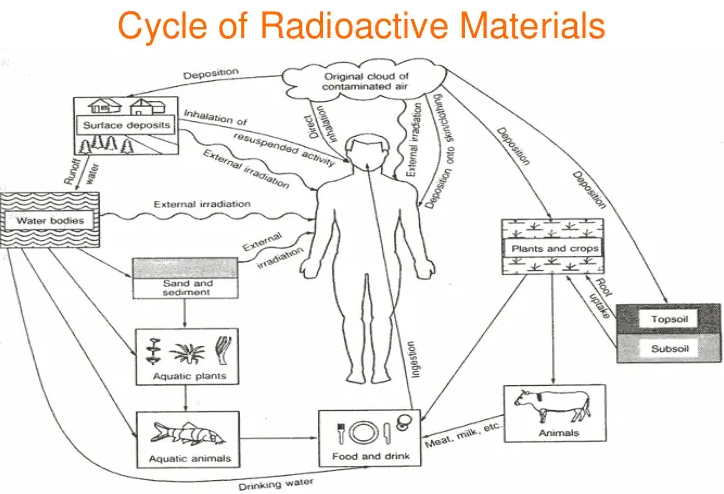 Cycle of Radioactive Materials
Deposition
Original cloud of
contaminated air
Surface deposits
Inhalation of
resuspended activity
Direct
inhalation
External irradiation
Deposition onto skin/clothing
Deposition
Deposition
Runoff
water
External irradiation
Water bodies
External irradiation
External
irradiation
Sand and
sediment
Plants and crops
Root
uptake
Topsoil
Subsoil
Aquatic plants
Ingestion
Aquatic animals
Food and drink
Meat, milk, etc.
Animals
Drinking water